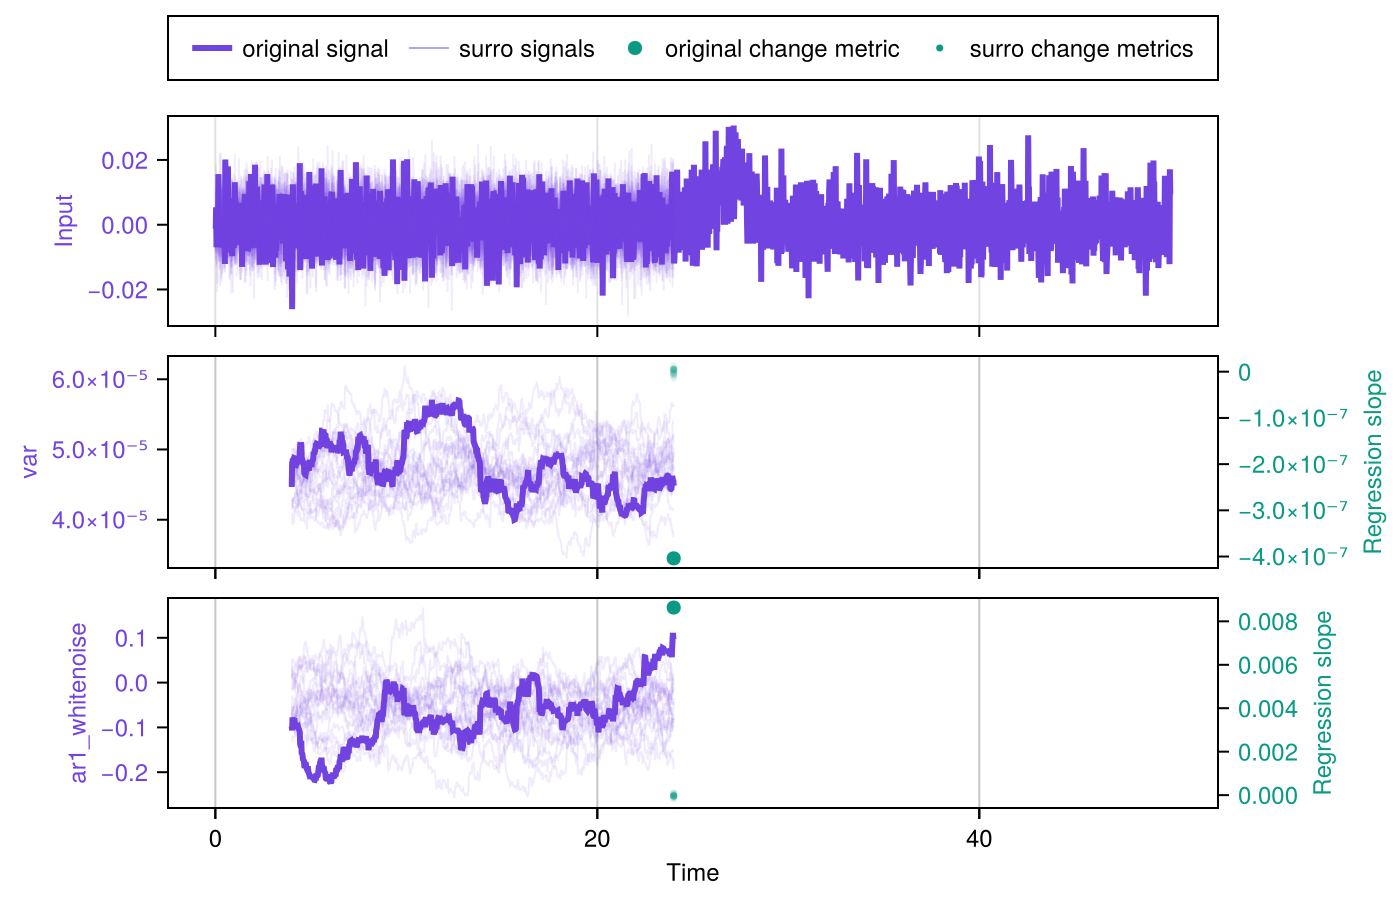 original signal surro signals original change metric surro change metrics
Input
0.02
0.00
−0.02
var
6.0×10⁻⁵
5.0×10⁻⁵
4.0×10⁻⁵
0
−1.0×10⁻⁷
−2.0×10⁻⁷
−3.0×10⁻⁷
−4.0×10⁻⁷
Regression slope
ar1_whitenoise
0.1
0.0
−0.1
−0.2
0.008
0.006
0.004
0.002
0.000
Regression slope
0 20 40
Time